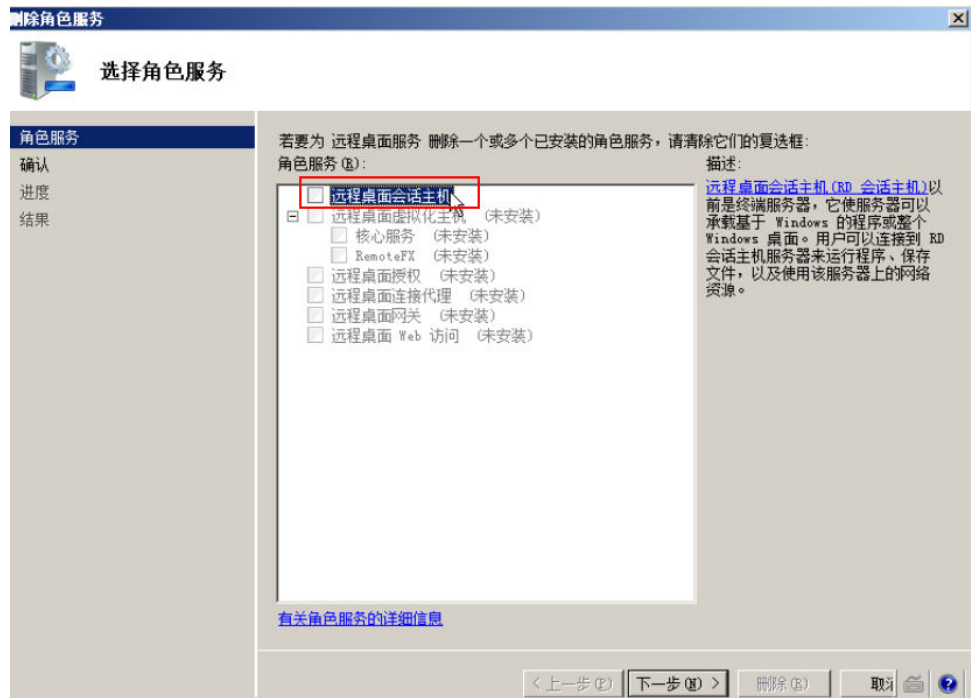 删除角色服务
选择角色服务
角色服务
确认
进度
结果
若要为 远程桌面服务 删除一个或多个已安装的角色服务，请清除它们的复选框:
角色服务(R):
远程桌面会话主机
远程桌面虚拟化主机 (未安装)
核心服务 (未安装)
RemoteFX (未安装)
远程桌面授权 (未安装)
远程桌面连接代理 (未安装)
远程桌面网关 (未安装)
远程桌面 Web 访问 (未安装)
有关角色服务的详细信息
描述:
远程桌面会话主机(RD 会话主机)以
前是终端服务器，它使服务器可以
承载基于 Windows 的程序或整个
Windows 桌面。用户可以连接到 RD
会话主机服务器来运行程序、保存
文件，以及使用该服务器上的网络
资源。
< 上一步(P)
下一步(N) >
删除(R)
取消